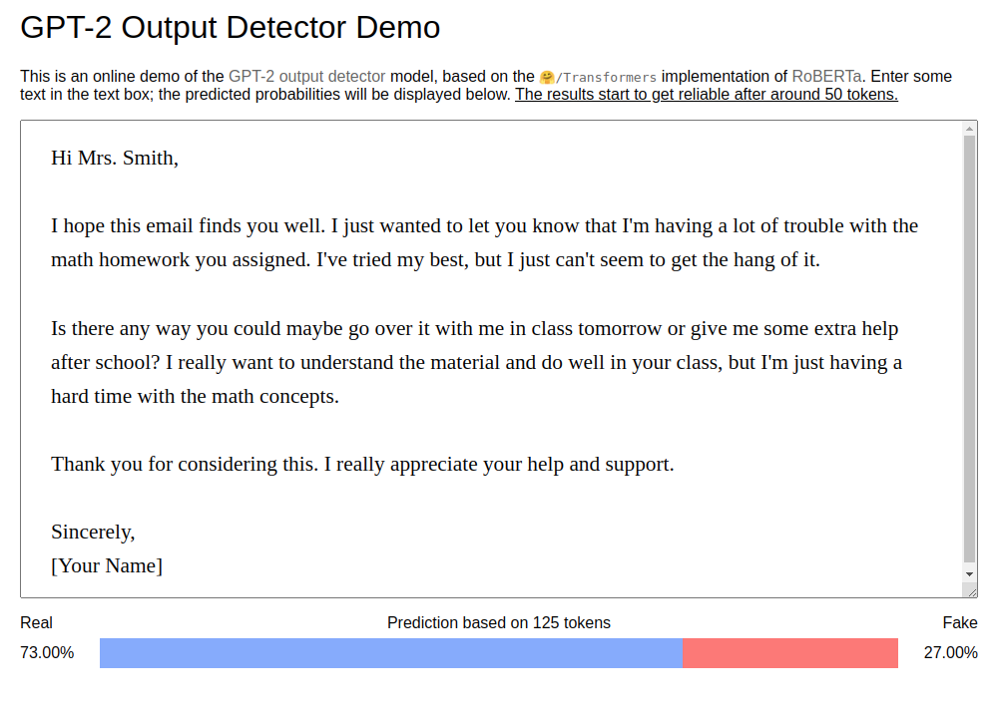 GPT-2 Output Detector Demo
This is an online demo of the GPT-2 output detector model, based on the 🤗/Transformers implementation of RoBERTa. Enter some
text in the text box; the predicted probabilities will be displayed below. The results start to get reliable after around 50 tokens.
Hi Mrs. Smith,
I hope this email finds you well. I just wanted to let you know that I'm having a lot of trouble with the
math homework you assigned. I've tried my best, but I just can't seem to get the hang of it.
Is there any way you could maybe go over it with me in class tomorrow or give me some extra help
after school? I really want to understand the material and do well in your class, but I'm just having a
hard time with the math concepts.
Thank you for considering this. I really appreciate your help and support.
Sincerely,
[Your Name]
Real Prediction based on 125 tokens Fake
73.00% 27.00%